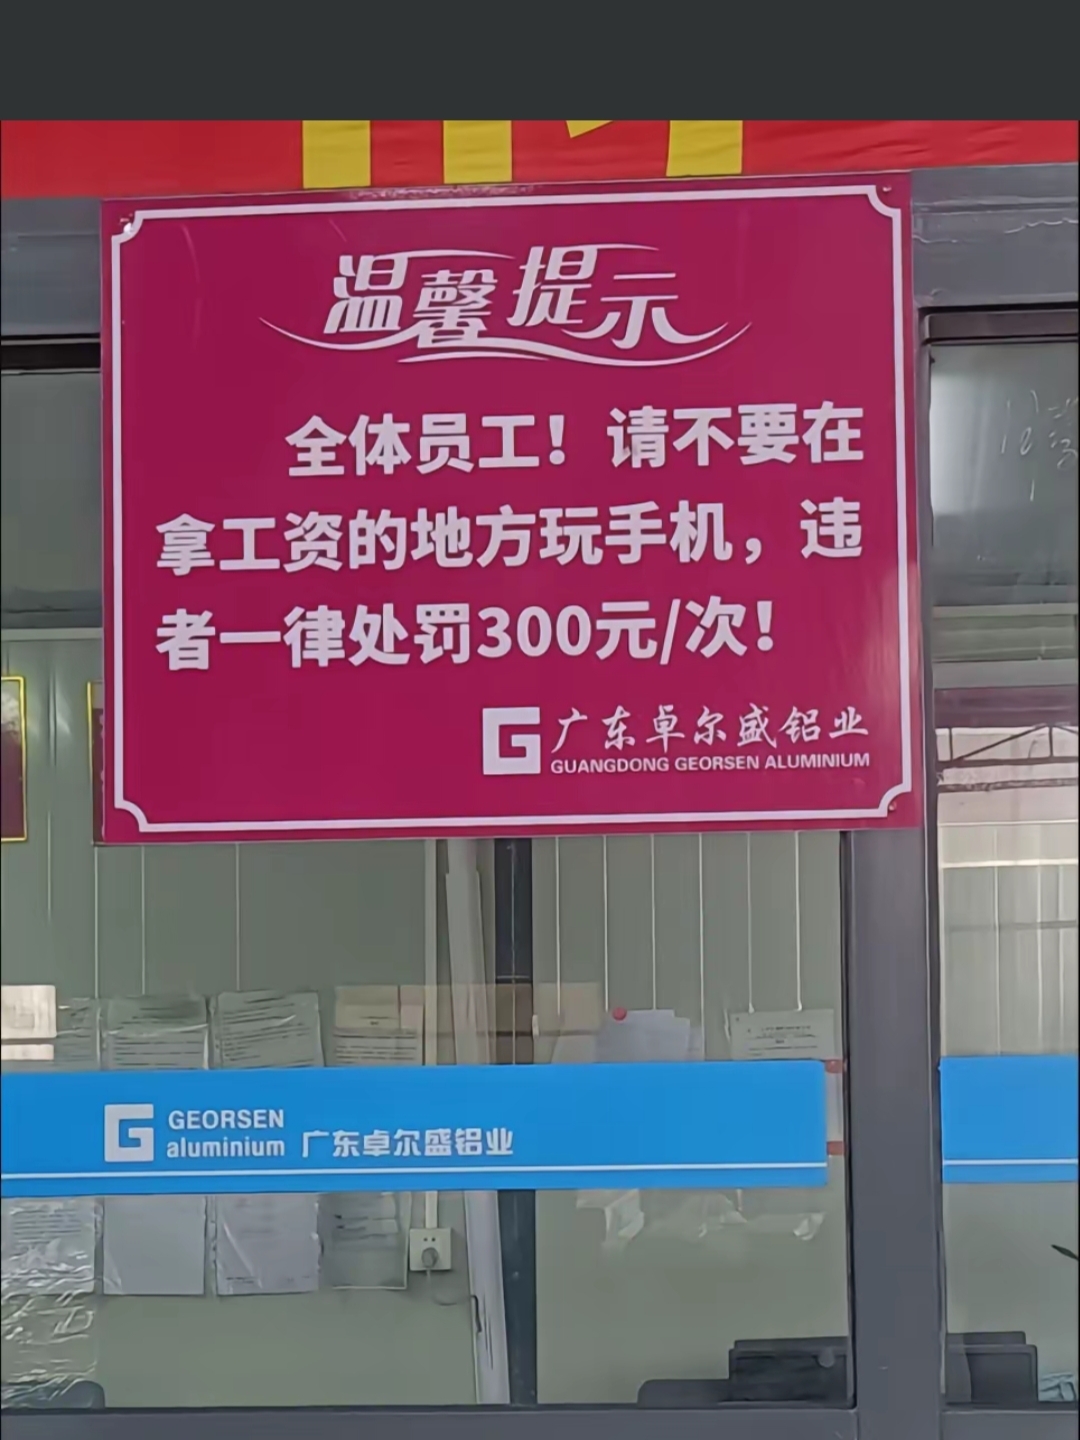 温馨提示
全体员工！请不要在
拿工资的地方玩手机，违
者一律处罚300元/次！
广东卓尔盛铝业
GUANGDONG GEORSEN ALUMINIUM
GEORSEN
aluminium 广东卓尔盛铝业